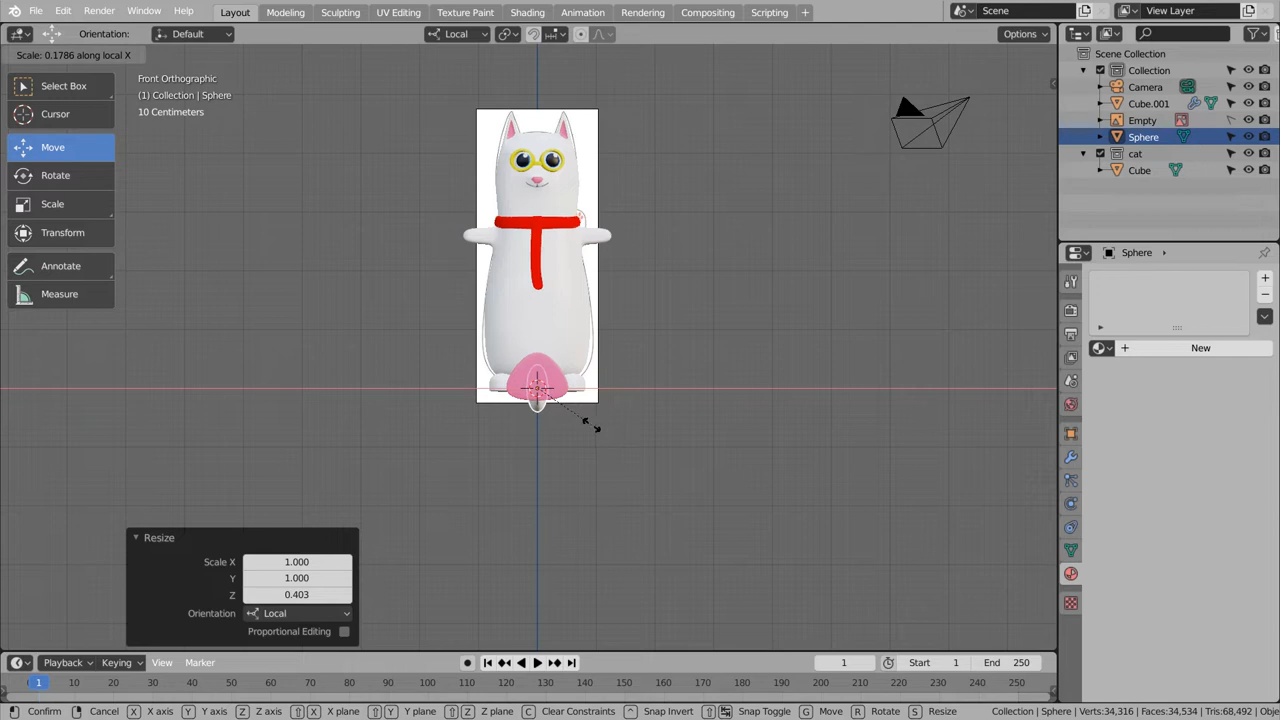 File Edit Render Window Help Layout Modeling Sculpting UV Editing Texture Paint Shading Animation Rendering Compositing Scripting + Scene View Layer
Orientation: Default Local Options
Scale: 0.1786 along local X
Scene Collection
Front Orthographic
Collection
Select Box
(1) Collection | Sphere
Camera
10 Centimeters
Cube.001
Cursor
Empty
Move
Sphere
cat
Rotate
Cube
Scale
Transform
Sphere
Annotate
Measure
New
Resize
Scale X 1.000
Y 1.000
Z 0.403
Orientation Local
Proportional Editing
Playback Keying View Marker 1 Start 1 End 250
1 10 20 30 40 50 60 70 80 90 100 110 120 130 140 150 160 170 180 190 200 210 220 230 240 250
Confirm Cancel X X axis Y Y axis Z Z axis X X plane Y Y plane Z Z plane C Clear Constraints Snap Invert Snap Toggle G Move R Rotate S Resize Collection | Sphere | Verts:34,316 | Faces:34,534 | Tris:68,492 | Obje